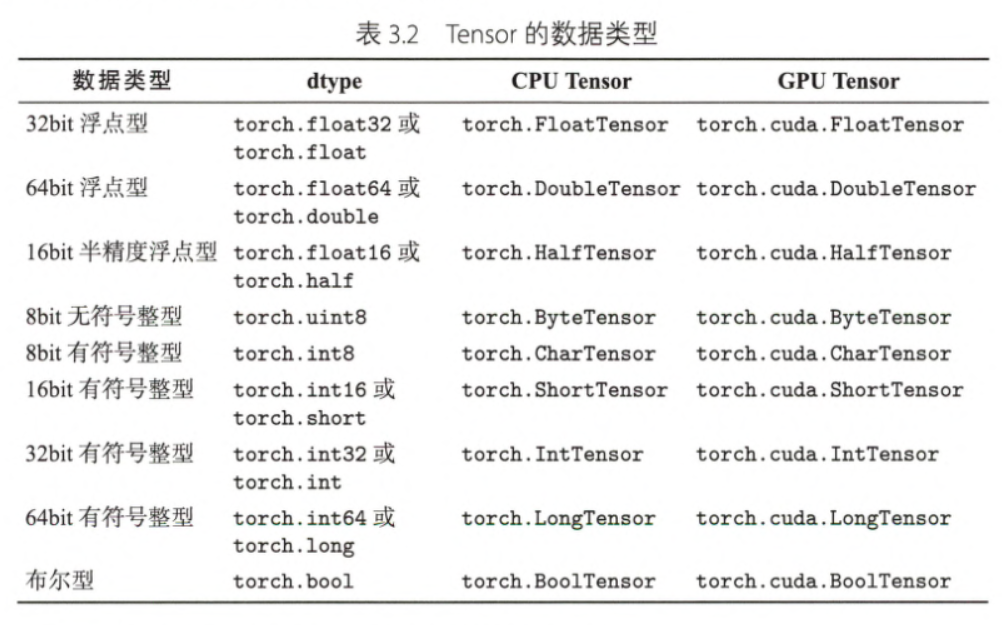 表 3.2 Tensor 的数据类型
数据类型 dtype CPU Tensor GPU Tensor
32bit 浮点型 torch.float32 或 torch.FloatTensor torch.cuda.FloatTensor
torch.float
64bit 浮点型 torch.float64 或 torch.DoubleTensor torch.cuda.DoubleTensor
torch.double
16bit 半精度浮点型 torch.float16 或 torch.HalfTensor torch.cuda.HalfTensor
torch.half
8bit 无符号整型 torch.uint8 torch.ByteTensor torch.cuda.ByteTensor
8bit 有符号整型 torch.int8 torch.CharTensor torch.cuda.CharTensor
16bit 有符号整型 torch.int16 或 torch.ShortTensor torch.cuda.ShortTensor
torch.short
32bit 有符号整型 torch.int32 或 torch.IntTensor torch.cuda.IntTensor
torch.int
64bit 有符号整型 torch.int64 或 torch.LongTensor torch.cuda.LongTensor
torch.long
布尔型 torch.bool torch.BoolTensor torch.cuda.BoolTensor